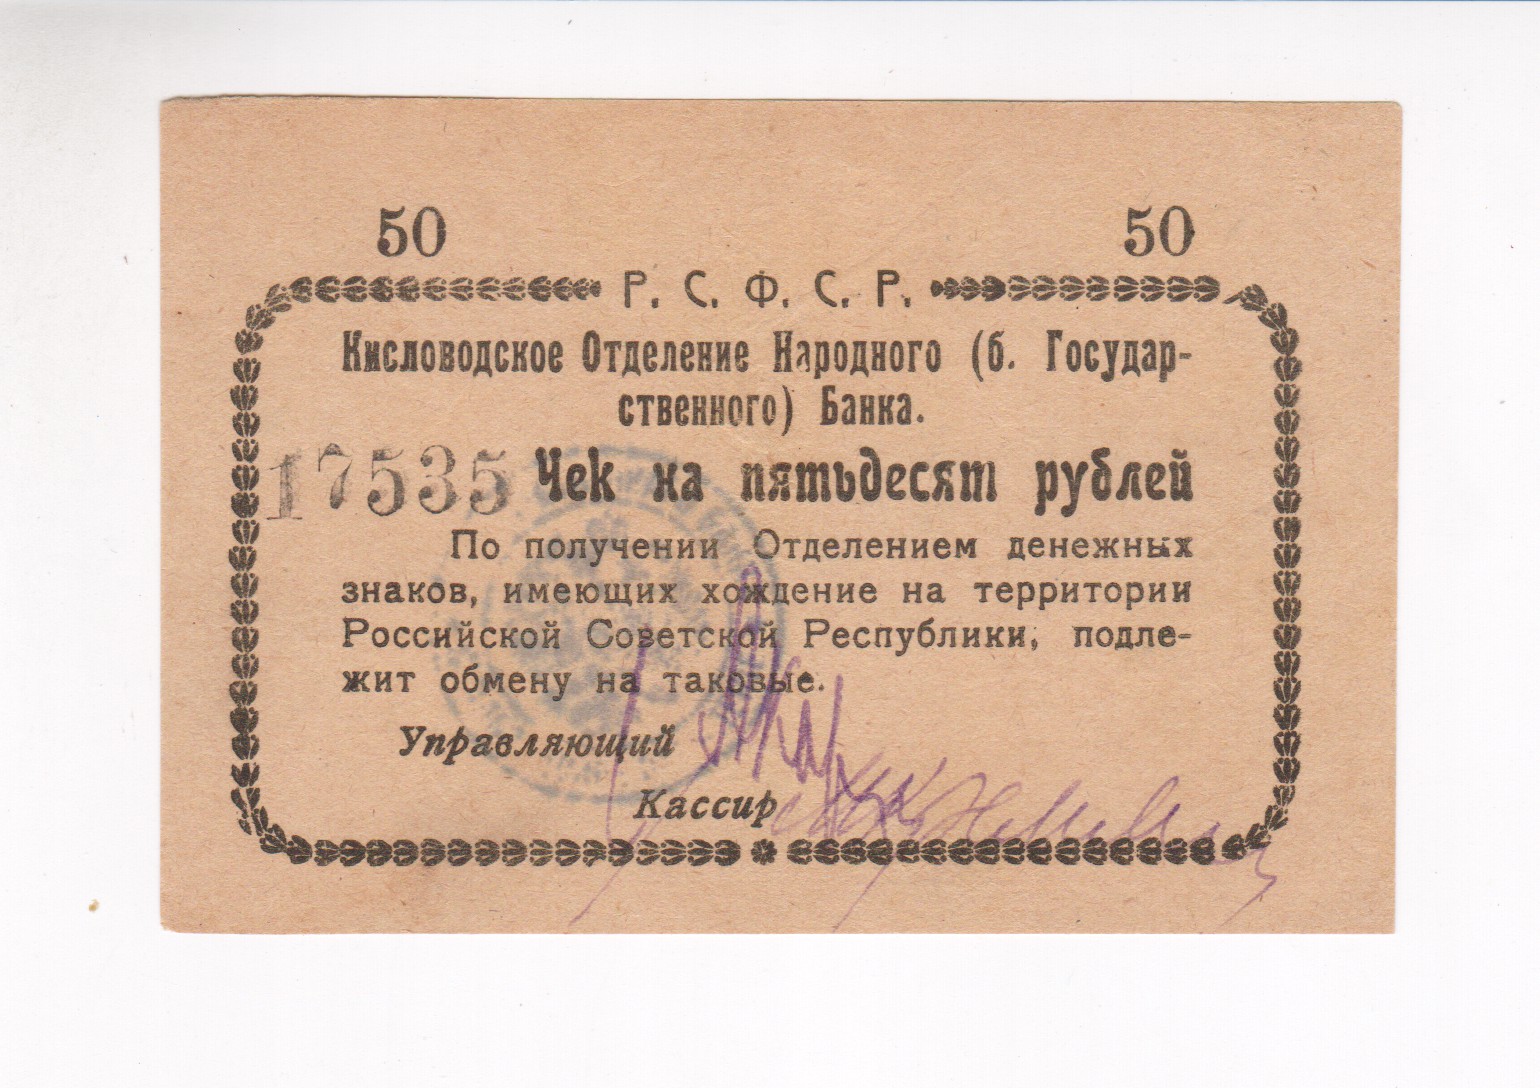 50 50
Р. С. Ф. С. Р.
Кисловодское Отделение Народного (б. Государ-
ственного) Банка.
17535 Чек на пятьдесят рублей
По получении Отделением денежных
знаков, имеющих хождение на территории
Российской Советской Республики, подле-
жит обмену на таковые.
Управляющий
Кассир